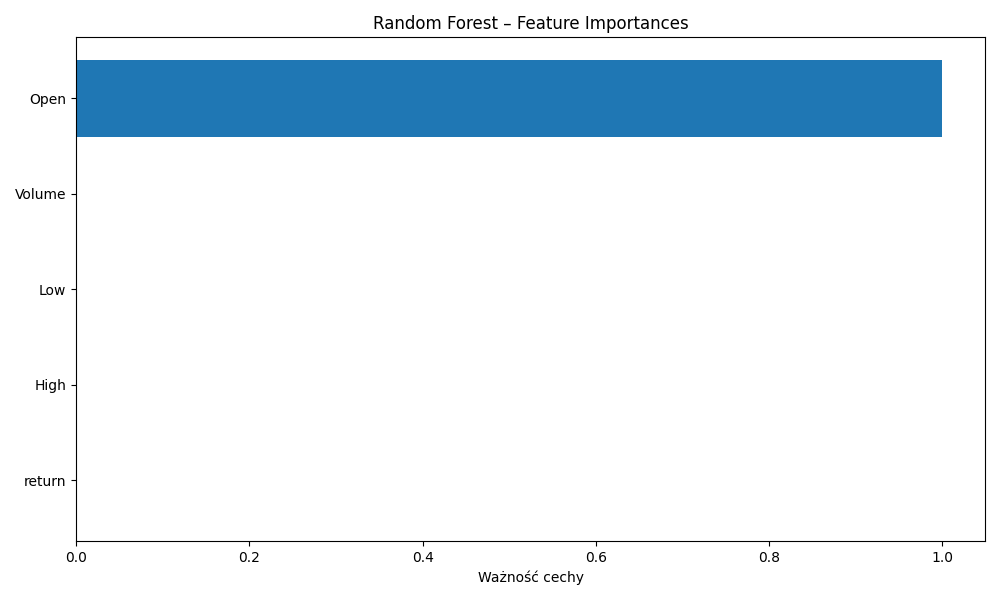 Random Forest – Feature Importances
Open
Volume
Low
High
return
0.0 0.2 0.4 0.6 0.8 1.0
Ważność cechy